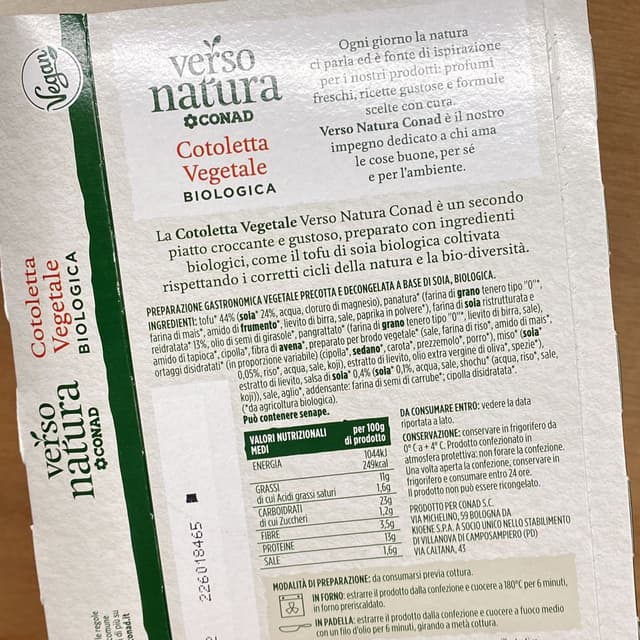 Vegan
verso
natura
CONAD
Cotoletta
Vegetale
BIOLOGICA
Ogni giorno la natura
ci parla ed è fonte di ispirazione
per i nostri prodotti: profumi
freschi, ricette gustose e formule
scelte con cura.
Verso Natura Conad è il nostro
impegno dedicato a chi ama
le cose buone, per sé
e per l'ambiente.
La Cotoletta Vegetale Verso Natura Conad è un secondo
piatto croccante e gustoso, preparato con ingredienti
biologici, come il tofu di soia biologica coltivata
rispettando i corretti cicli della natura e la bio-diversità.
PREPARAZIONE GASTRONOMICA VEGETALE PRECOTTA E DECONGELATA A BASE DI SOIA, BIOLOGICA.
INGREDIENTI: tofu* 44% (soia* 24%, acqua, cloruro di magnesio), panatura* (farina di grano tenero tipo "0"*,
farina di mais*, amido di frumento*, lievito di birra, sale, paprika in polvere*), farina di soia ristrutturata e
reidratata* 13%, olio di semi di girasole*, pangrattato* (farina di grano tenero tipo "0"*, lievito di birra, sale),
amido di tapioca*, cipolla*, fibra di avena*, preparato per brodo vegetale* (sale, farina di riso*, amido di mais*,
ortaggi disidratati* (in proporzione variabile) (cipolla*, sedano*, carota*, prezzemolo*, porro*), miso* (soia*
0,05%, riso*, acqua, sale, koji), estratto di lievito, olio extra vergine di oliva*, spezie*),
estratto di lievito, salsa di soia* 0,4% (soia* 0,1%, acqua, sale, shochu* (acqua, riso*, sale,
koji)), sale, aglio*, addensante: farina di semi di carrube*; cipolla disidratata*.
(*da agricoltura biologica).
Può contenere senape.
VALORI NUTRIZIONALI MEDI per 100g di prodotto
ENERGIA 1044kJ
249kcal
GRASSI 11g
di cui Acidi grassi saturi 1,6g
CARBOIDRATI 23g
di cui Zuccheri 1,2g
FIBRE 3,5g
PROTEINE 13g
SALE 1,6g
DA CONSUMARE ENTRO: vedere la data
riportata a lato.
CONSERVAZIONE: conservare in frigorifero da
0° C a + 4° C. Prodotto confezionato in
atmosfera protettiva: non forare la confezione.
Una volta aperta la confezione, conservare in
frigorifero e consumare entro 24 ore.
Il prodotto non può essere ricongelato.
PRODOTTO PER CONAD S.C.
VIA MICHELINO, 59 BOLOGNA DA
KIOENE S.P.A. A SOCIO UNICO NELLO STABILIMENTO
DI VILLANOVA DI CAMPOSAMPIERO (PD)
VIA CALTANA, 43
MODALITÀ DI PREPARAZIONE: da consumarsi previa cottura.
IN FORNO: estrarre il prodotto dalla confezione e cuocere a 180°C per 6 minuti,
in forno preriscaldato.
IN PADELLA: estrarre il prodotto dalla confezione e cuocere a fuoco medio
con un filo d'olio per 6 minuti, girando a metà cottura.
Cotoletta
Vegetale
BIOLOGICA
verso
natura
CONAD
226018465
le regole
comune
di più su
onad.it